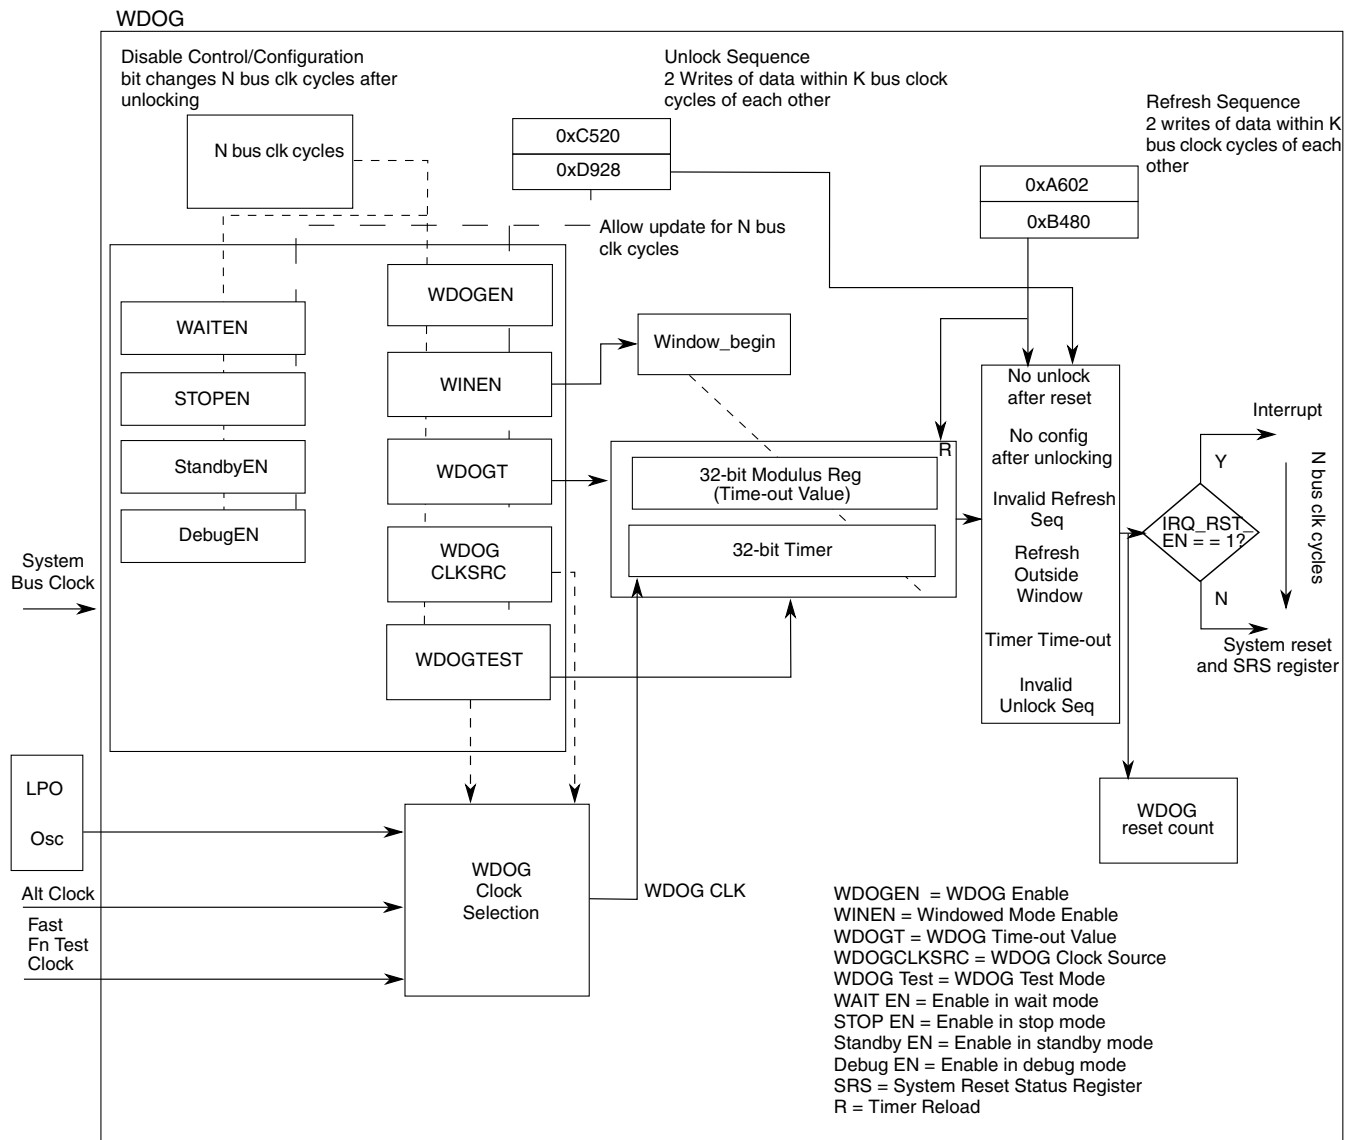 WDOG
Disable Control/Configuration
bit changes N bus clk cycles after
unlocking
N bus clk cycles
Unlock Sequence
2 Writes of data within K bus clock
cycles of each other
0xC520
0xD928
Refresh Sequence
2 writes of data within K
bus clock cycles of each
other
0xA602
0xB480
Allow update for N bus
clk cycles
WAITEN
STOPEN
StandbyEN
DebugEN
WDOGEN
WINEN
WDOGT
WDOG
CLKSRC
WDOGTEST
Window_begin
R
32-bit Modulus Reg
(Time-out Value)
32-bit Timer
No unlock
after reset
No config
after unlocking
Invalid Refresh
Seq
Refresh
Outside
Window
Timer Time-out
Invalid
Unlock Seq
Interrupt
Y
IRQ_RST_
EN = = 1?
N
N bus clk cycles
System reset
and SRS register
WDOG
reset count
System
Bus Clock
LPO
Osc
Alt Clock
Fast
Fn Test
Clock
WDOG
Clock
Selection
WDOG CLK
WDOGEN = WDOG Enable
WINEN = Windowed Mode Enable
WDOGT = WDOG Time-out Value
WDOGCLKSRC = WDOG Clock Source
WDOG Test = WDOG Test Mode
WAIT EN = Enable in wait mode
STOP EN = Enable in stop mode
Standby EN = Enable in standby mode
Debug EN = Enable in debug mode
SRS = System Reset Status Register
R = Timer Reload